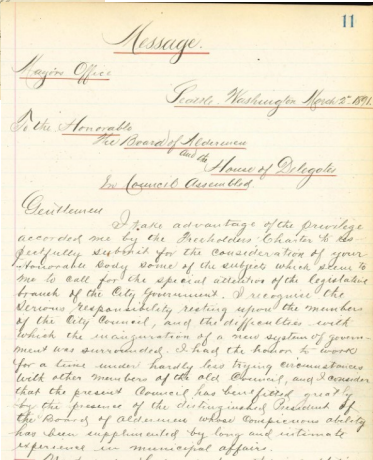 11
Message.
Mayors Office
Seattle, Washington March 2d 1891.
To the Honorable
The Board of Aldermen
and the
House of Delegates
In Council Assembled
Gentlemen
I take advantage of the privilege
accorded me by the Freeholders Charter to res-
pectfully submit for the consideration of your
Honorable body some of the subjects which seem to
me to call for the special attention of the legislative
branch of the City Government. I recognize the
serious responsibility resting upon the members
of the City Council, and the difficulties with
which the inauguration of a new system of govern-
ment was surrounded. I had the honor to work
for a time under hardly less trying circumstances
with other members of the old Council, and I consider
that the present Council has benefitted greatly
by the presence of the distinguished President of
the Board of Aldermen whose conspicuous ability
has been supplimented by long and intimate
experience in municipal affairs.